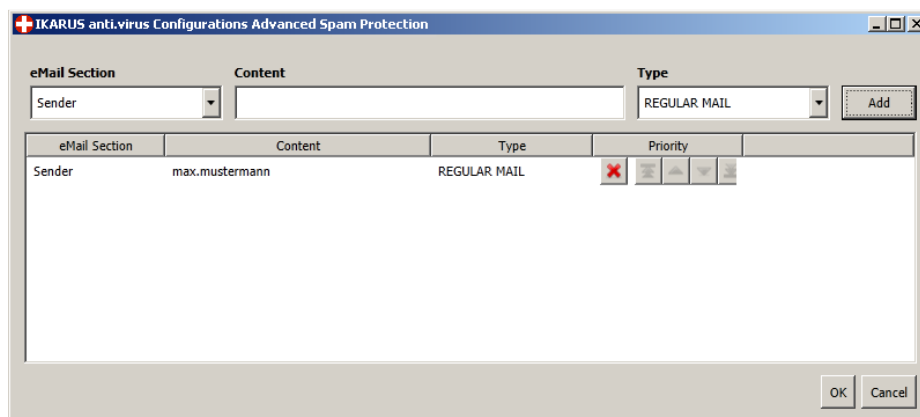 IKARUS anti.virus Configurations Advanced Spam Protection
eMail Section Content Type
Sender REGULAR MAIL Add
eMail Section Content Type Priority
Sender max.mustermann REGULAR MAIL
OK Cancel